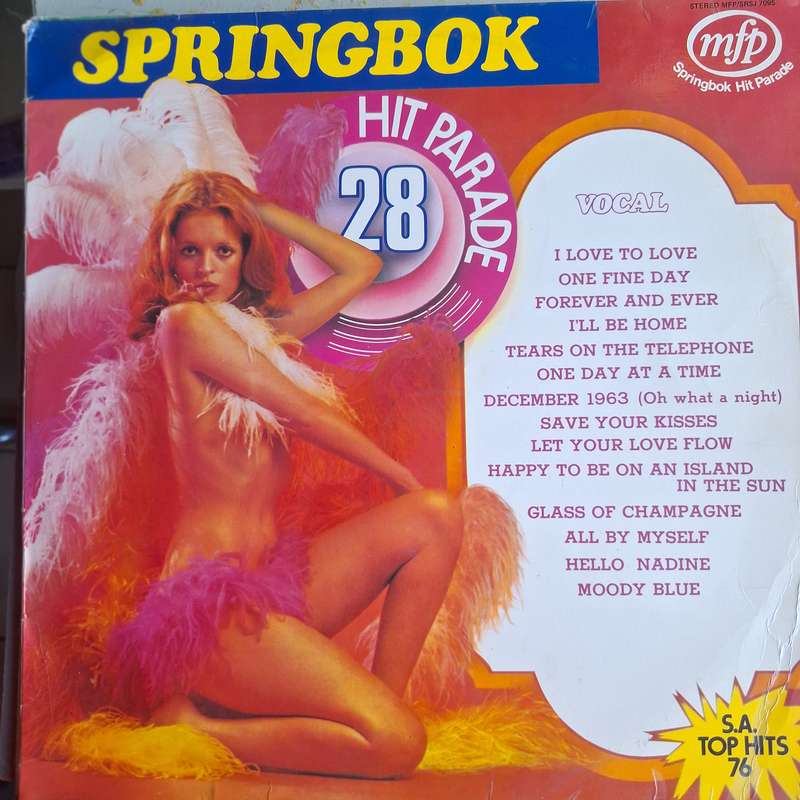 STEREO MFP/SRSJ 7095
SPRINGBOK
mfp
Springbok Hit Parade
HIT PARADE
28
VOCAL
I LOVE TO LOVE
ONE FINE DAY
FOREVER AND EVER
I'LL BE HOME
TEARS ON THE TELEPHONE
ONE DAY AT A TIME
DECEMBER 1963 (Oh what a night)
SAVE YOUR KISSES
LET YOUR LOVE FLOW
HAPPY TO BE ON AN ISLAND
IN THE SUN
GLASS OF CHAMPAGNE
ALL BY MYSELF
HELLO NADINE
MOODY BLUE
S.A.
TOP HITS
76